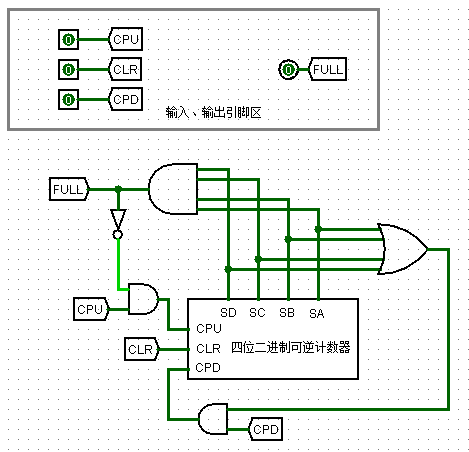 0 CPU
0 CLR
0 FULL
0 CPD
输入、输出引脚区
FULL
SD SC SB SA
CPU
CPU
CLR
CLR 四位二进制可逆计数器
CPD
CPD